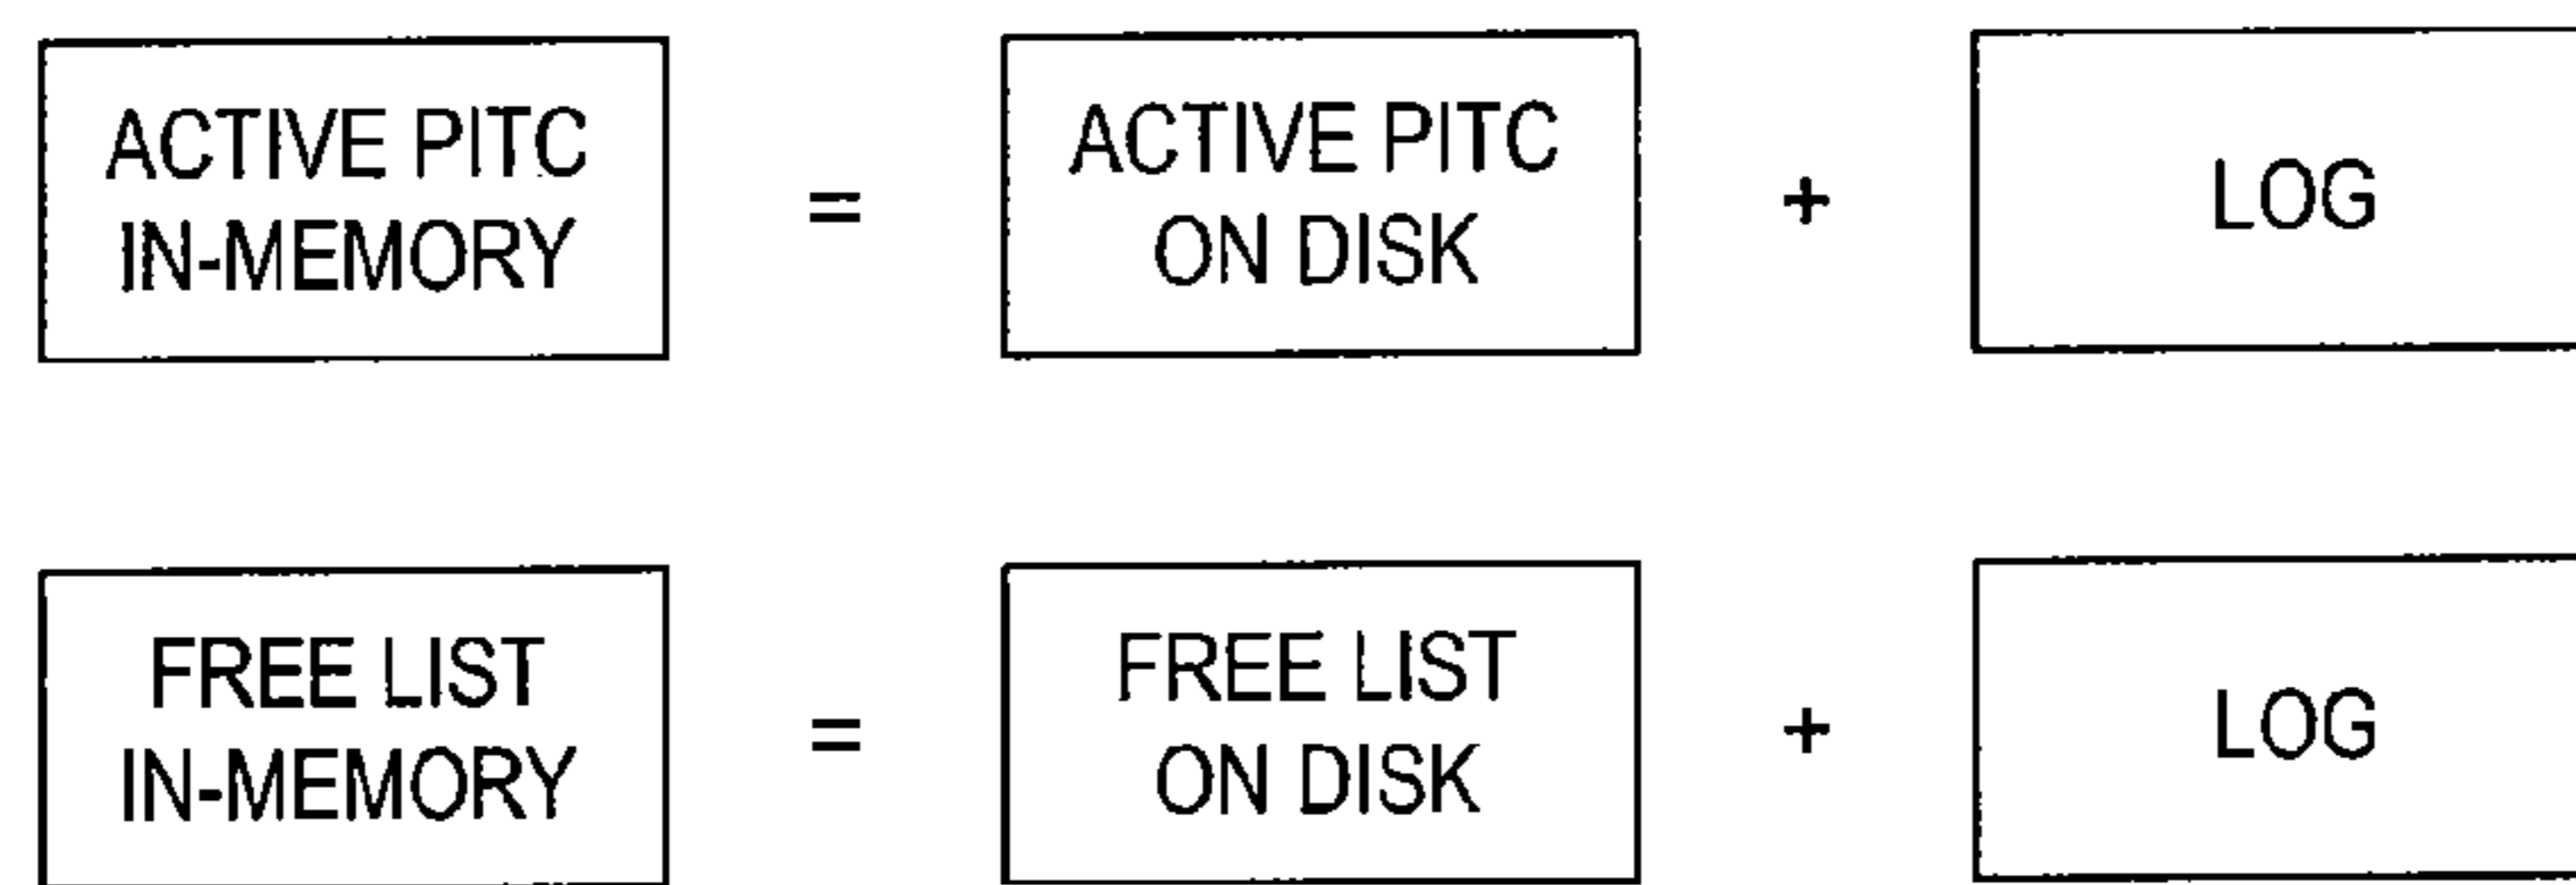 ACTIVE PITC
IN-MEMORY
=
ACTIVE PITC
ON DISK
+
LOG
FREE LIST
IN-MEMORY
=
FREE LIST
ON DISK
+
LOG